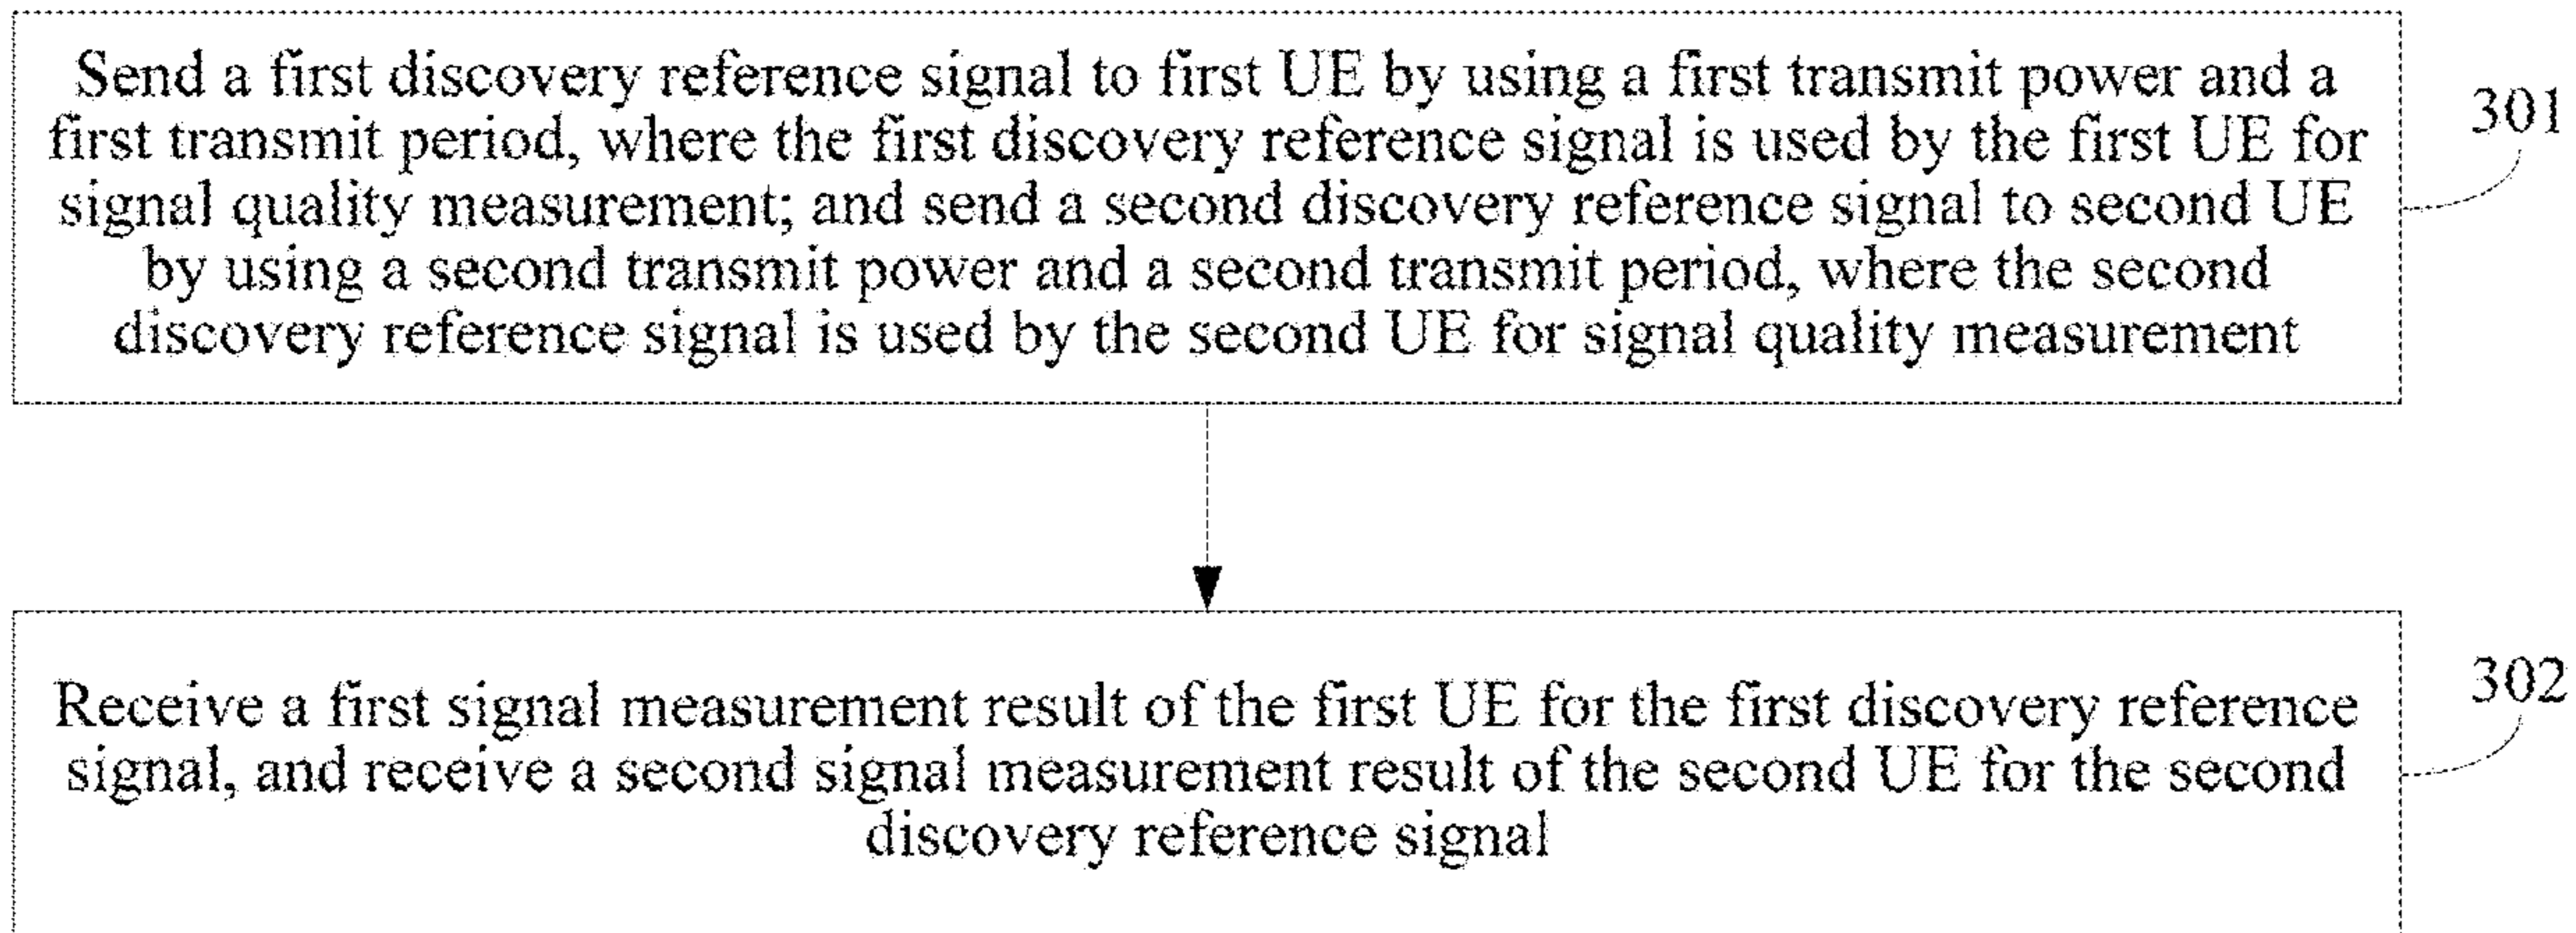 Send a first discovery reference signal to first UE by using a first transmit power and a
first transmit period, where the first discovery reference signal is used by the first UE for
signal quality measurement; and send a second discovery reference signal to second UE
by using a second transmit power and a second transmit period, where the second
discovery reference signal is used by the second UE for signal quality measurement
301
Receive a first signal measurement result of the first UE for the first discovery reference
signal, and receive a second signal measurement result of the second UE for the second
discovery reference signal
302